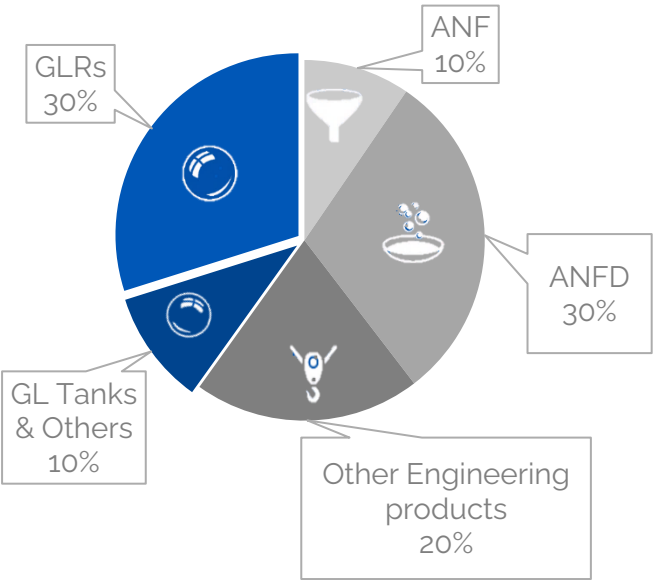 ANF
10%
GLRs
30%
ANFD
30%
GL Tanks
& Others
10%
Other Engineering
products
20%